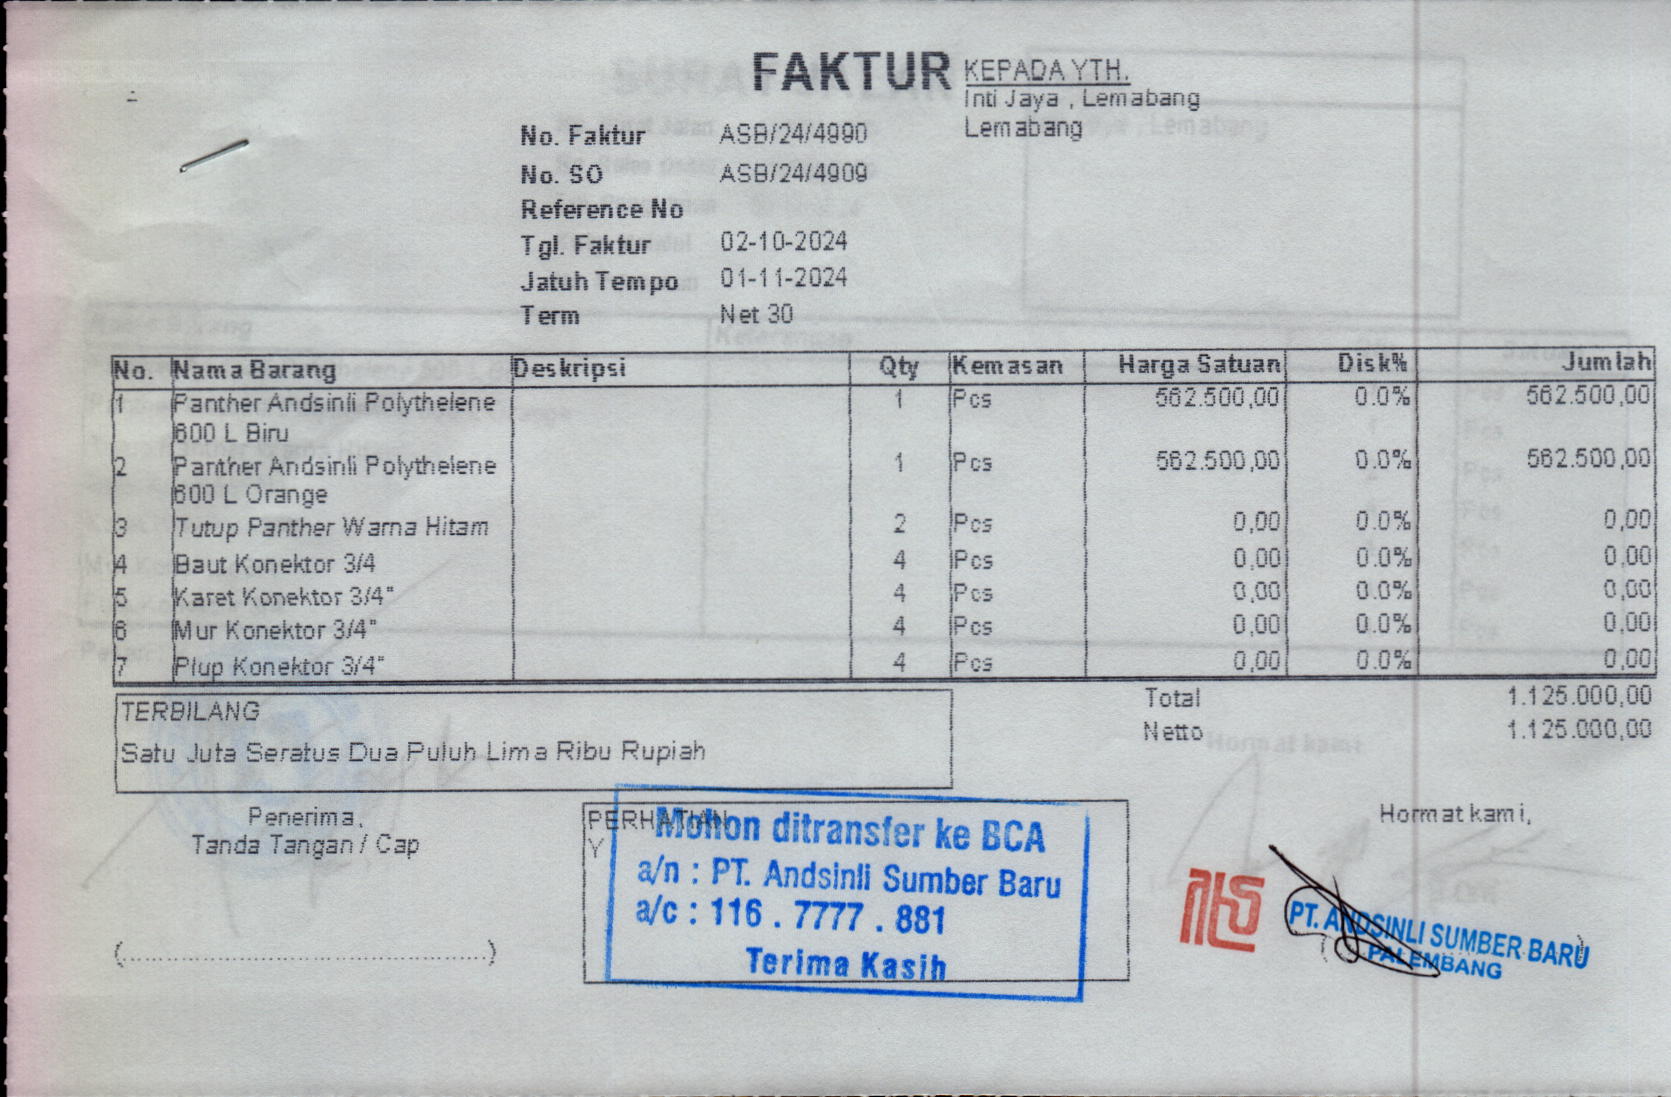 FAKTUR
KEPADA YTH.
Inti Jaya , Lemabang
Lemabang
No. Faktur ASB/24/4990
No. SO ASB/24/4909
Reference No
Tgl. Faktur 02-10-2024
Jatuh Tempo 01-11-2024
Term Net 30
No. Nama Barang Deskripsi Qty Kemasan Harga Satuan Disk% Jumlah
1 Panther Andsinli Polythelene 1 Pcs 562.500,00 0.0% 562.500,00
600 L Biru
2 Panther Andsinli Polythelene 1 Pcs 562.500,00 0.0% 562.500,00
600 L Orange
3 Tutup Panther Warna Hitam 2 Pcs 0,00 0.0% 0,00
4 Baut Konektor 3/4 4 Pcs 0,00 0.0% 0,00
5 Karet Konektor 3/4" 4 Pcs 0,00 0.0% 0,00
6 Mur Konektor 3/4" 4 Pcs 0,00 0.0% 0,00
7 Plup Konektor 3/4" 4 Pcs 0,00 0.0% 0,00
Total 1.125.000,00
Netto 1.125.000,00
TERBILANG
Satu Juta Seratus Dua Puluh Lima Ribu Rupiah
Penerima,
Tanda Tangan / Cap
(..............................................)
PERHATIAN
Y
Mohon ditransfer ke BCA
a/n : PT. Andsinli Sumber Baru
a/c : 116 . 7777 . 881
Terima Kasih
Hormat kami,
PT. ANDSINLI SUMBER BARU
PALEMBANG